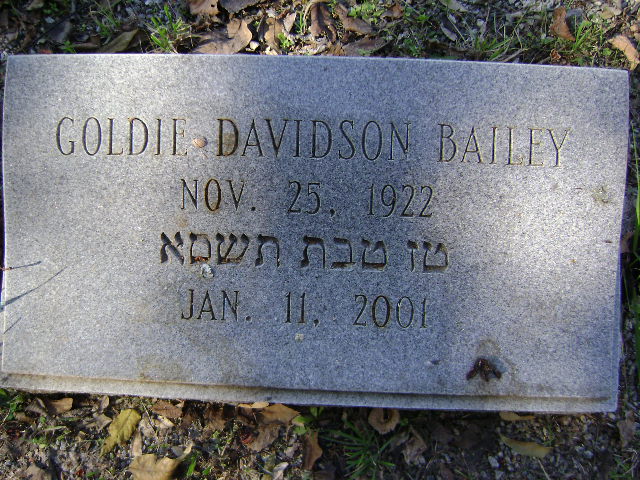 GOLDIE DAVIDSON BAILEY
NOV. 25, 1922
טז טבת תשסא
JAN. 11, 2001